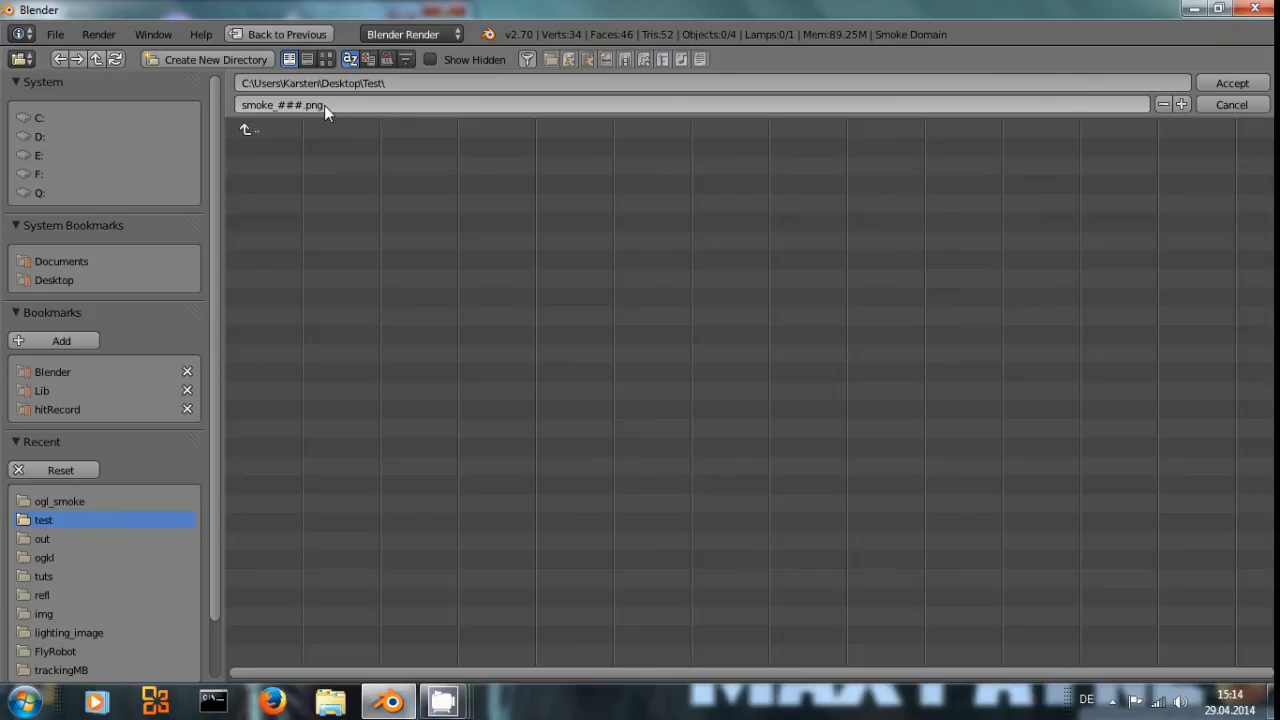 Blender
File Render Window Help Back to Previous Blender Render v2.70 | Verts:34 | Faces:46 | Tris:52 | Objects:0/4 | Lamps:0/1 | Mem:89.25M | Smoke Domain
Create New Directory Show Hidden
System
C:\Users\Karsten\Desktop\Test\ Accept
smoke_###.png Cancel
C:
..
D:
E:
F:
Q:
System Bookmarks
Documents
Desktop
Bookmarks
Add
Blender
Lib
hitRecord
Recent
Reset
ogl_smoke
test
out
ogkl
tuts
refl
img
lighting_image
FlyRobot
trackingMB
DE 15:14
29.04.2014